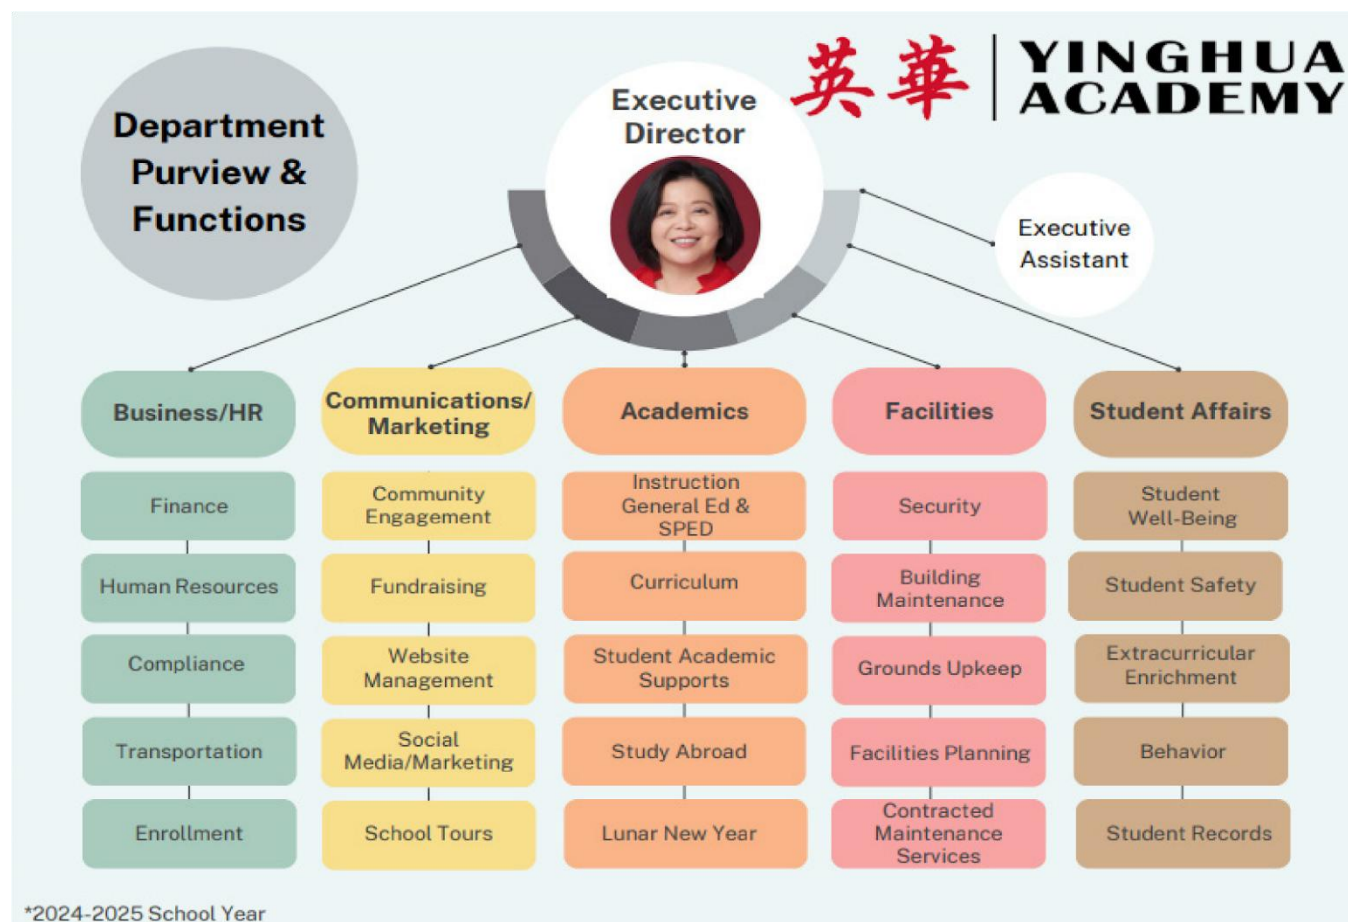 英華
YINGHUA
ACADEMY
Department
Purview &
Functions
Executive
Director
Executive
Assistant
Business/HR
Finance
Human Resources
Compliance
Transportation
Enrollment
Communications/
Marketing
Community
Engagement
Fundraising
Website
Management
Social
Media/Marketing
School Tours
Academics
Instruction
General Ed &
SPED
Curriculum
Student Academic
Supports
Study Abroad
Lunar New Year
Facilities
Security
Building
Maintenance
Grounds Upkeep
Facilities Planning
Contracted
Maintenance
Services
Student Affairs
Student
Well-Being
Student Safety
Extracurricular
Enrichment
Behavior
Student Records
*2024-2025 School Year